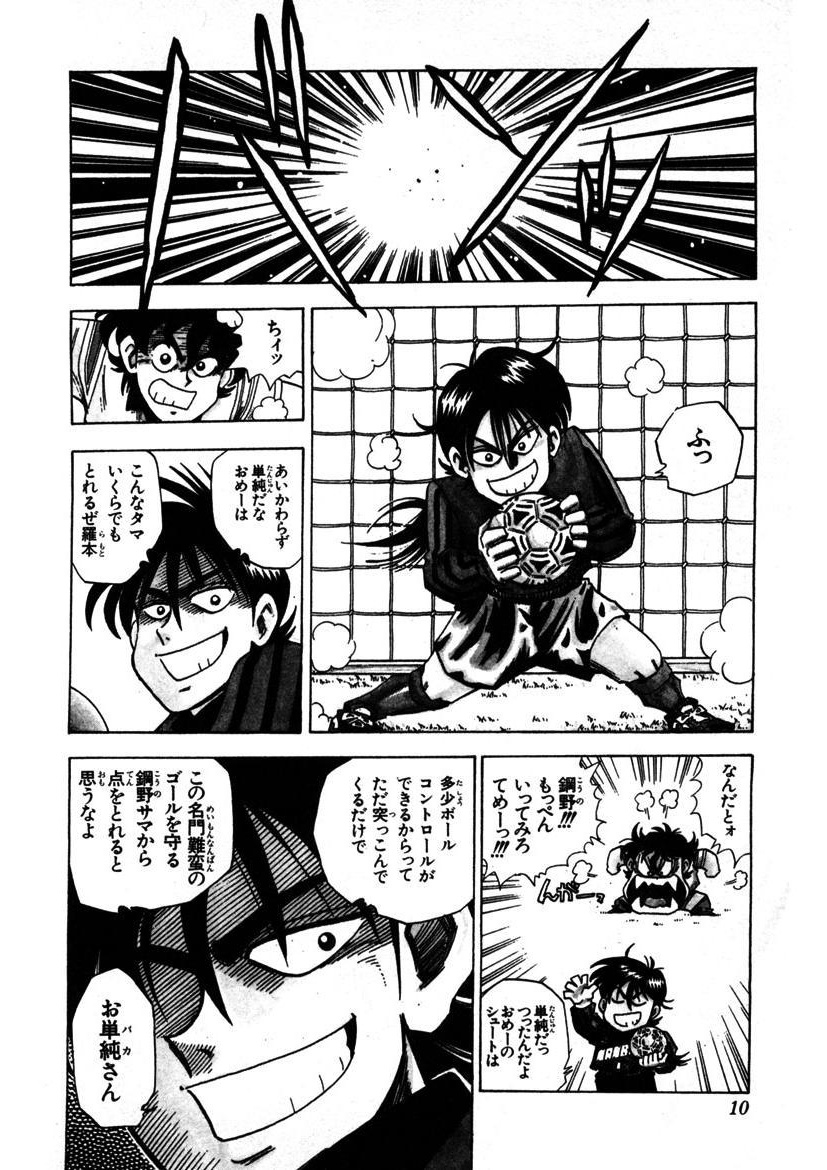 バシィッ
ふっ
ちィッ
あいかわらず
単純だな
おめーは
こんなタマ
いくらでも
とれるぜ羅本
なんだとォ
鋼野!!!
もっぺん
いってみろ
てめーっ!!!
んがーっ
単純だっ
つったんだよ
おめーの
シュートは
多少ボール
コントロールが
できるからって
ただ突っこんで
くるだけで
この名門難蛮の
ゴールを守る
鋼野サマから
点をとれると
思うなよ
お単純さん
10